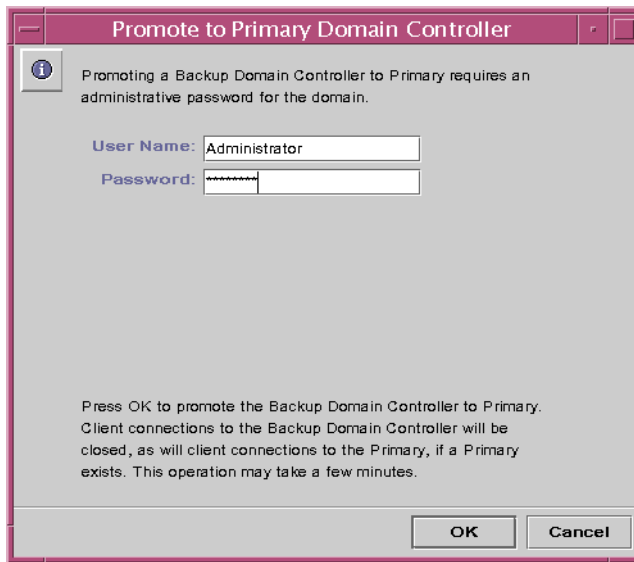 Promote to Primary Domain Controller
Promoting a Backup Domain Controller to Primary requires an
administrative password for the domain.
User Name: Administrator
Password: ********
Press OK to promote the Backup Domain Controller to Primary.
Client connections to the Backup Domain Controller will be
closed, as will client connections to the Primary, if a Primary
exists. This operation may take a few minutes.
OK Cancel